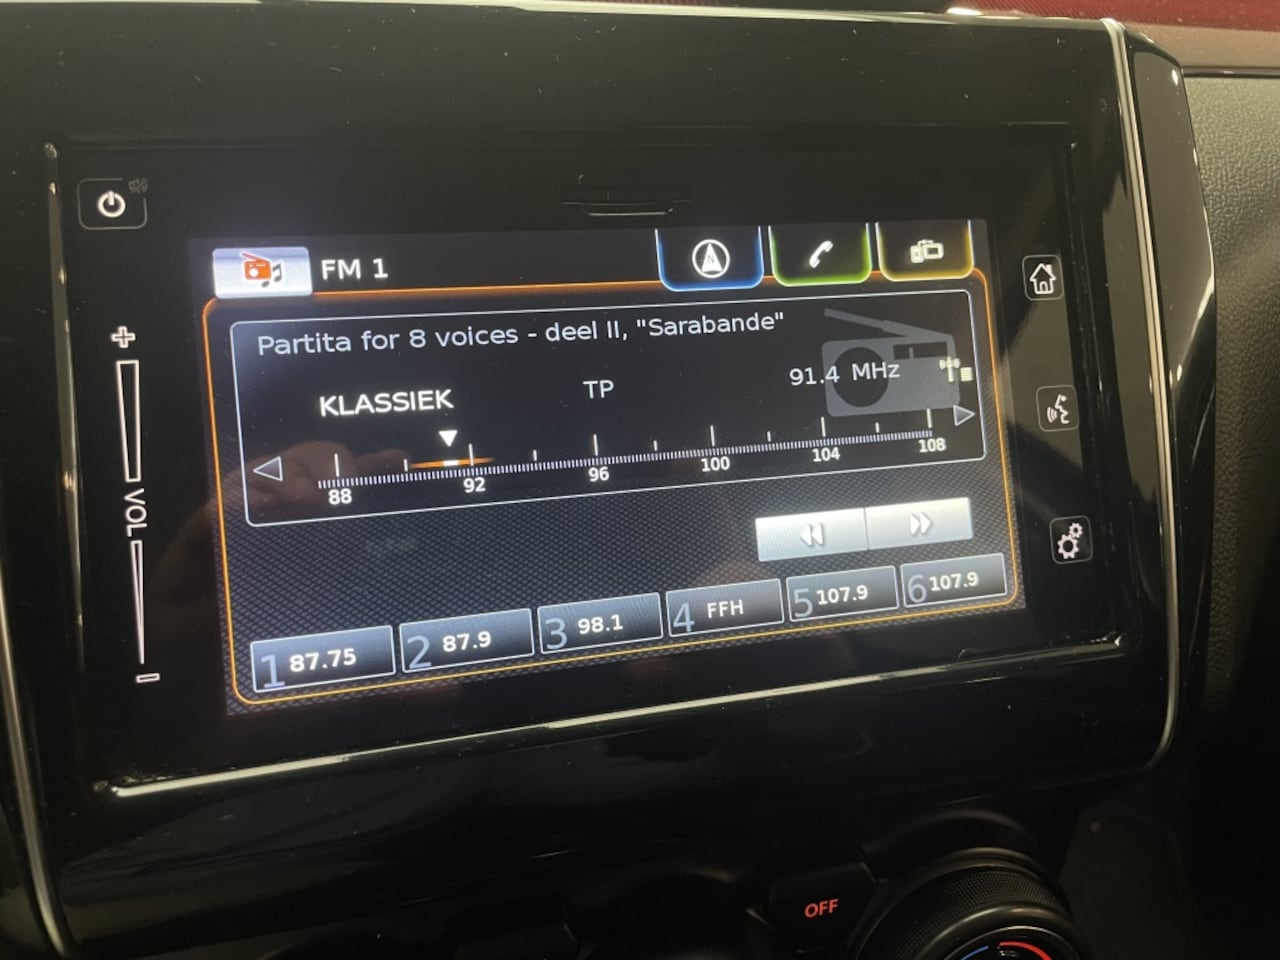 FM 1
Partita for 8 voices - deel II, "Sarabande"
KLASSIEK TP 91.4 MHz
88 92 96 100 104 108
VOL
1 87.75 2 87.9 3 98.1 4 FFH 5 107.9 6 107.9
OFF